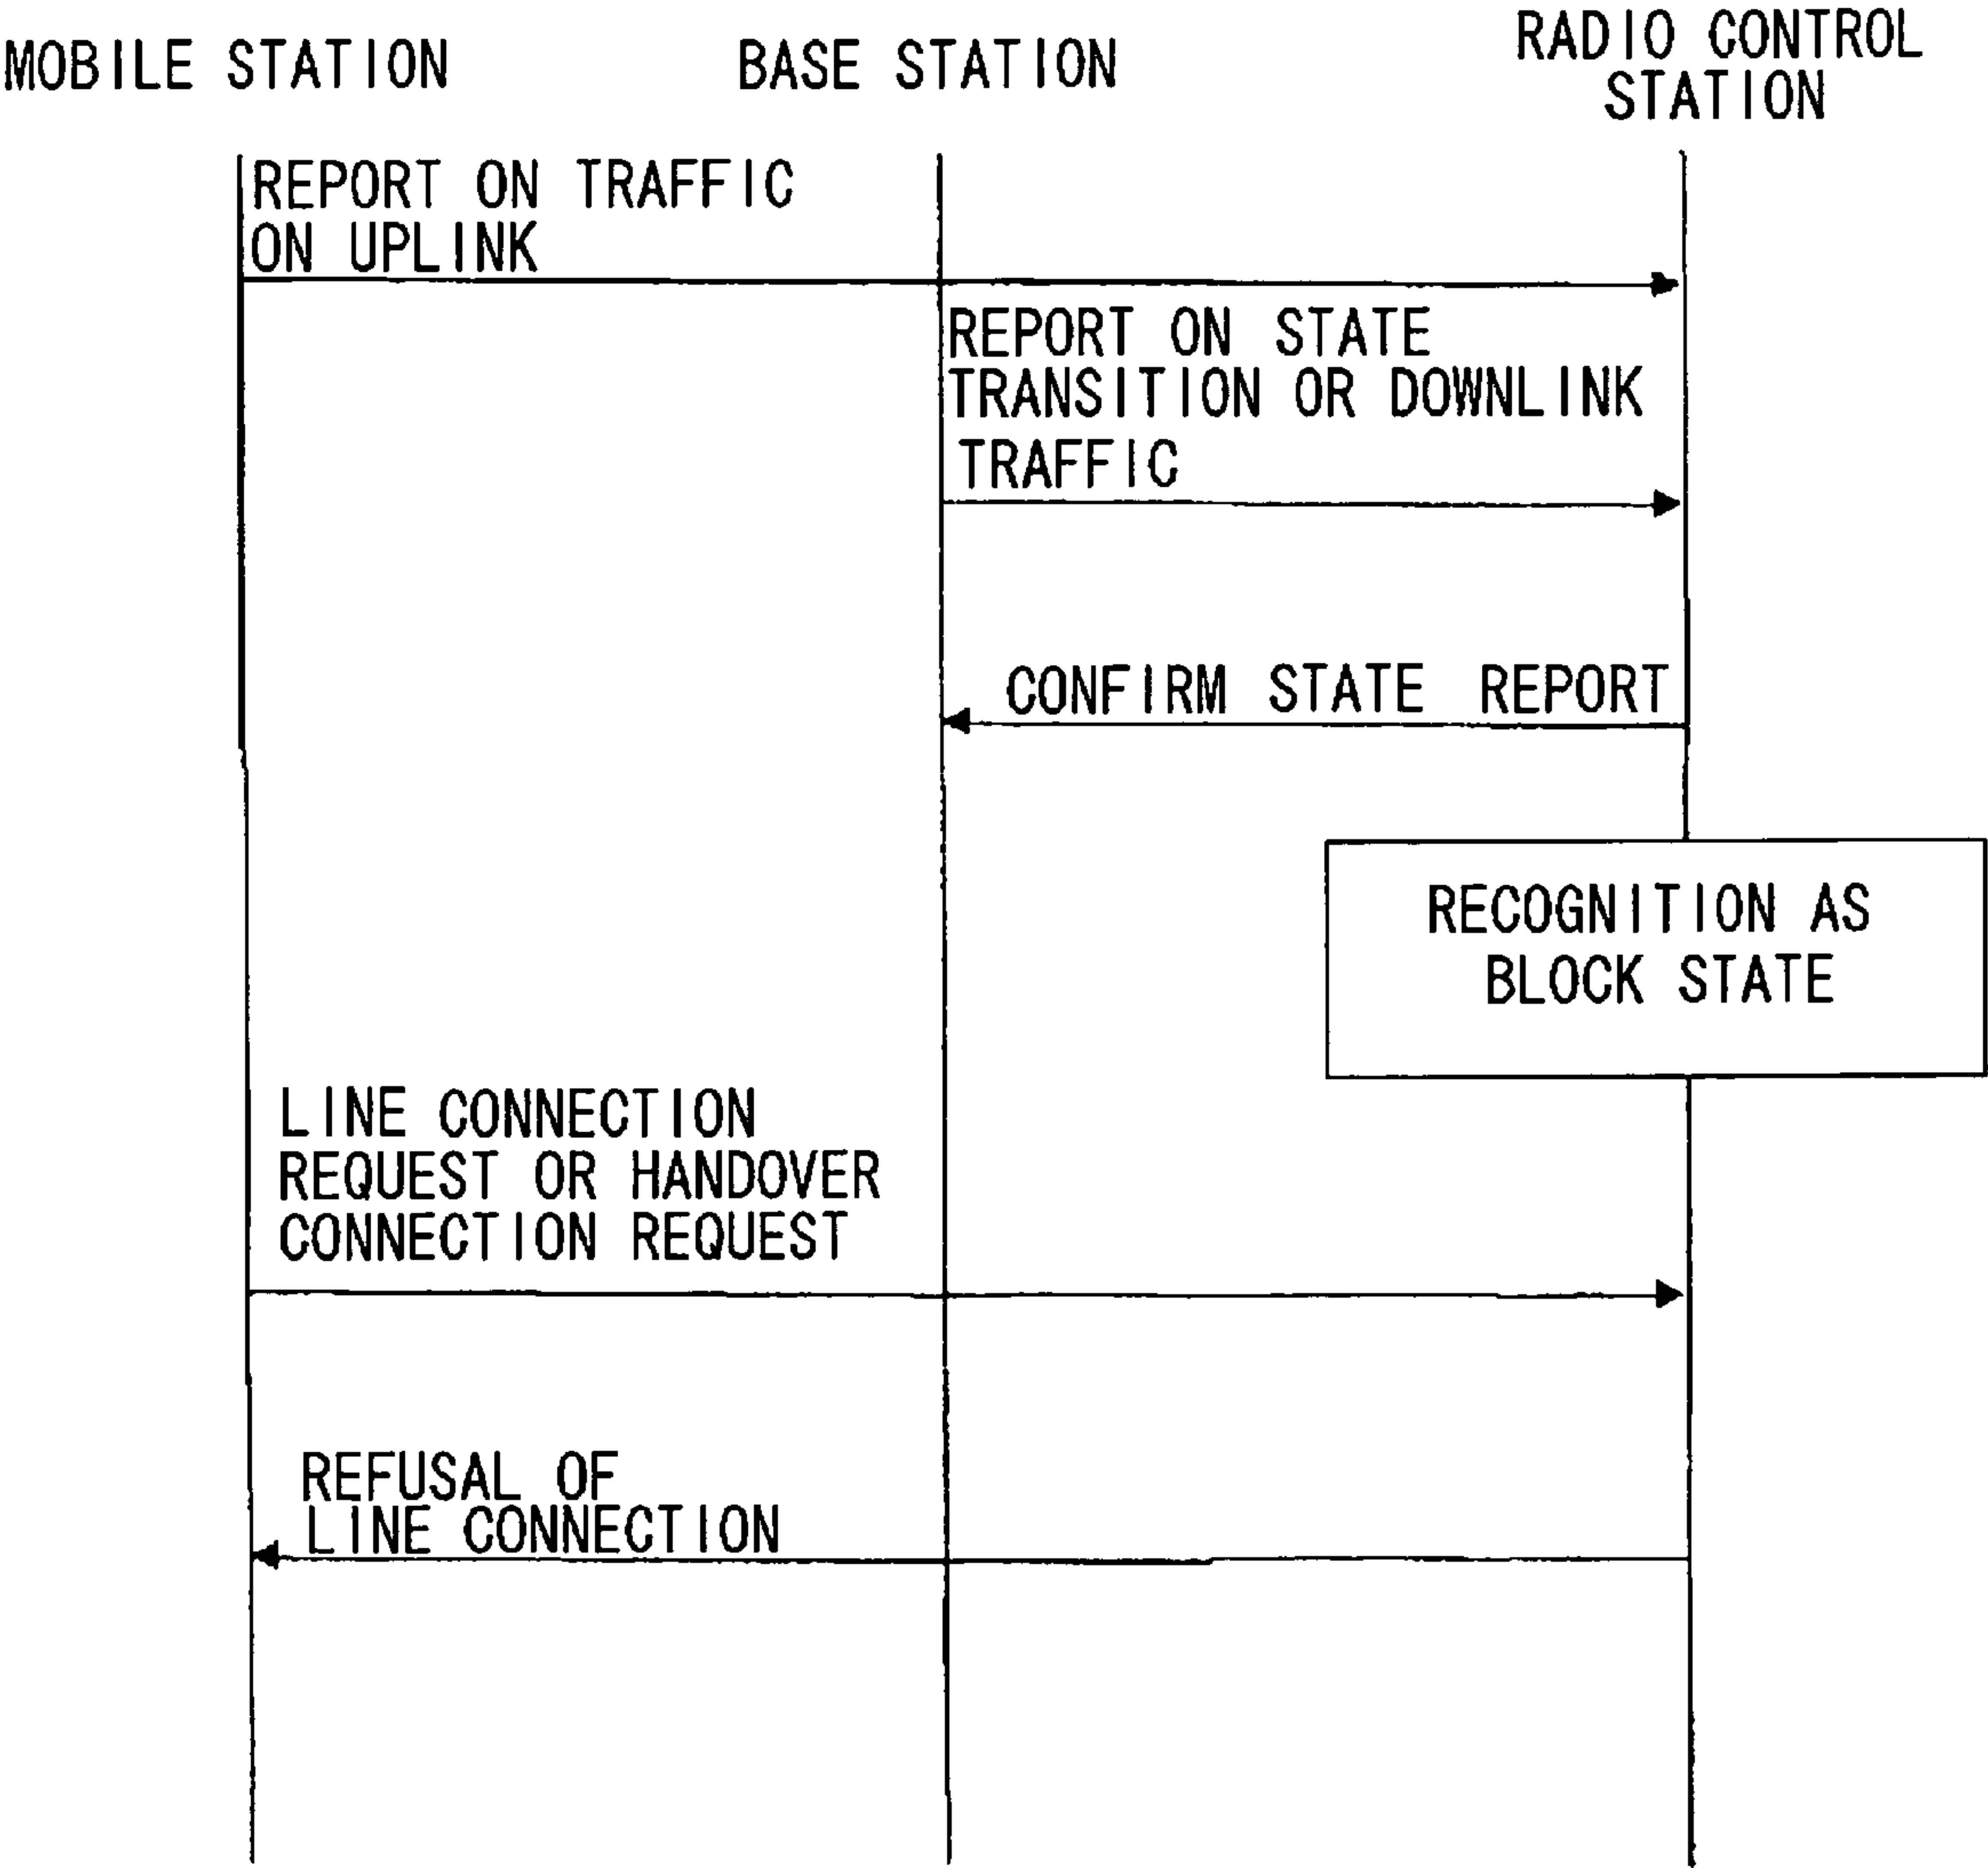 MOBILE STATION
BASE STATION
RADIO CONTROL
STATION
REPORT ON TRAFFIC
ON UPLINK
REPORT ON STATE
TRANSITION OR DOWNLINK
TRAFFIC
CONFIRM STATE REPORT
RECOGNITION AS
BLOCK STATE
LINE CONNECTION
REQUEST OR HANDOVER
CONNECTION REQUEST
REFUSAL OF
LINE CONNECTION